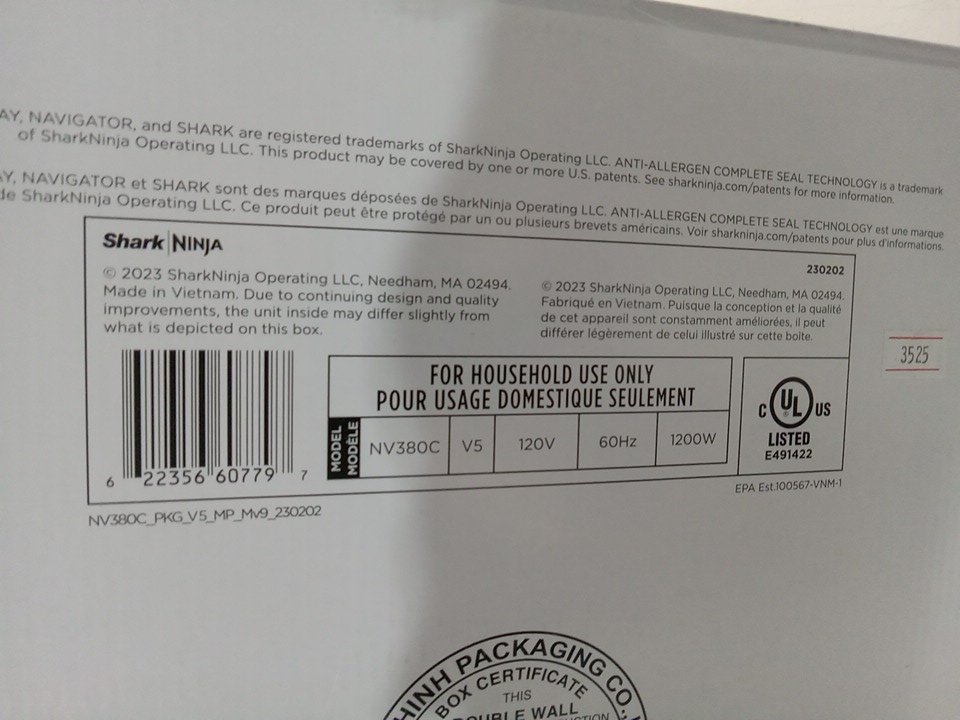 AY, NAVIGATOR, and SHARK are registered trademarks of SharkNinja Operating LLC. ANTI-ALLERGEN COMPLETE SEAL TECHNOLOGY is a trademark
of SharkNinja Operating LLC. This product may be covered by one or more U.S. patents. See sharkninja.com/patents for more information.
AY, NAVIGATOR et SHARK sont des marques déposées de SharkNinja Operating LLC. ANTI-ALLERGEN COMPLETE SEAL TECHNOLOGY est une marque
de SharkNinja Operating LLC. Ce produit peut être protégé par un ou plusieurs brevets américains. Voir sharkninja.com/patents pour plus d'informations.
Shark | NINJA
230202
© 2023 SharkNinja Operating LLC, Needham, MA 02494.
Made in Vietnam. Due to continuing design and quality
improvements, the unit inside may differ slightly from
what is depicted on this box.
© 2023 SharkNinja Operating LLC, Needham, MA 02494.
Fabriqué en Vietnam. Puisque la conception et la qualité
de cet appareil sont constamment améliorées, il peut
différer légèrement de celui illustré sur cette boîte.
3525
6 22356 60779 7
FOR HOUSEHOLD USE ONLY
POUR USAGE DOMESTIQUE SEULEMENT
MODEL
MODÈLE
NV380C V5 120V 60Hz 1200W
C UL ® US
LISTED
E491422
EPA Est.100567-VNM-1
NV380C_PKG_V5_MP_Mv9_230202
HINH PACKAGING CO.,
BOX CERTIFICATE
THIS
DOUBLE WALL